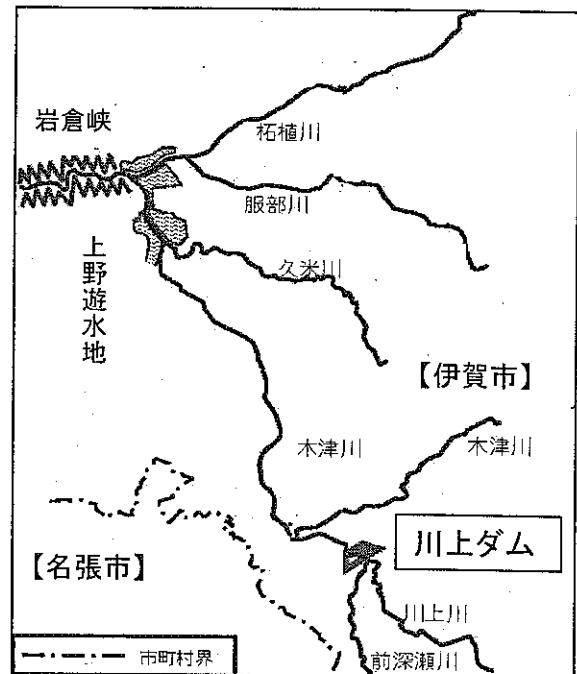 岩倉峡
柘植川
服部川
上野遊水地
久米川
【伊賀市】
木津川
木津川
川上ダム
【名張市】
川上川
前深瀬川
市町村界